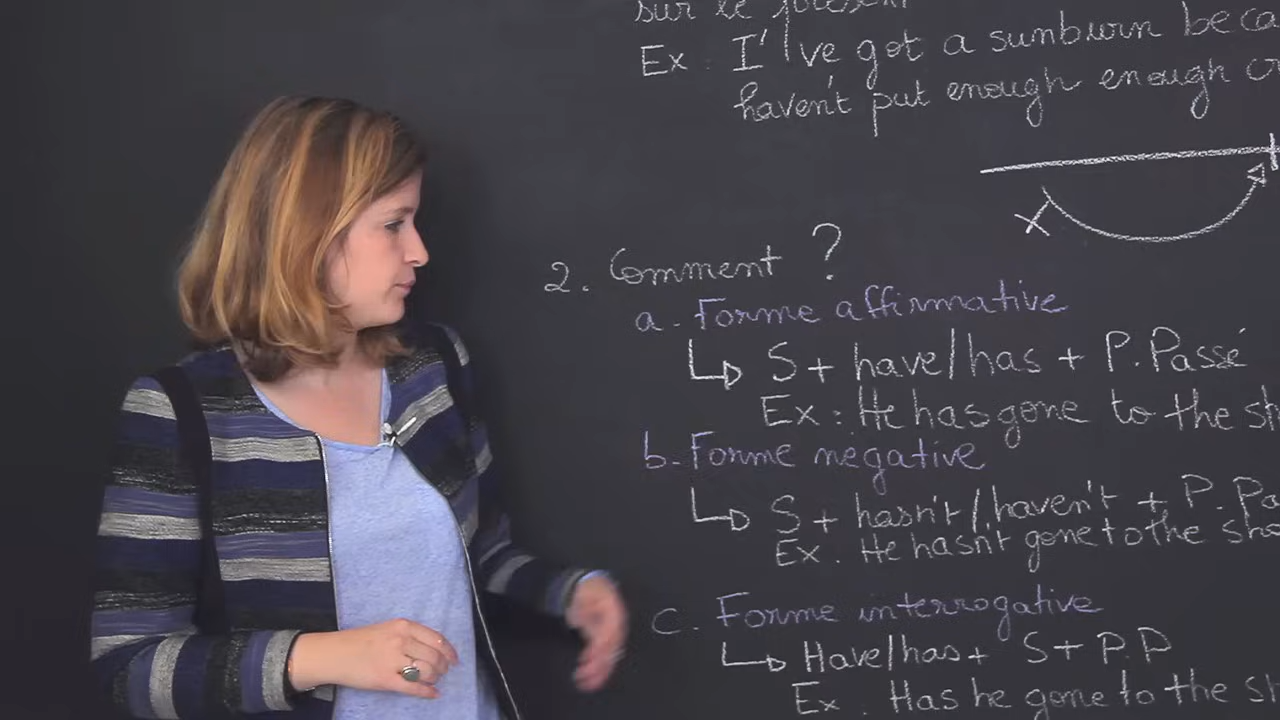 sur le présent
Ex : I'I've got a sunburn beca
haven't put enough enough cr
2. Comment ?
a. Forme affirmative
S + have/has + P. Passé
Ex : He has gone to the sh
b. Forme négative
S + hasn't/haven't + P. Pa
Ex. He hasn't gone to the sho
c. Forme interrogative
Have/has + S + P.P
Ex. Has he gone to the sh